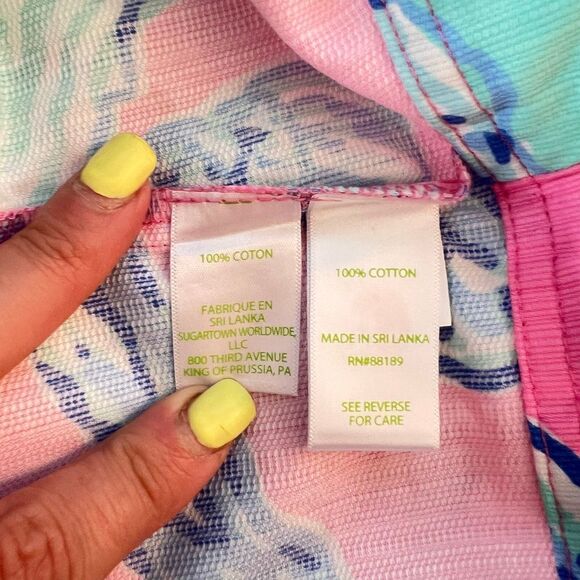 100% COTTON
FABRIQUE EN
SRI LANKA
SUGARTOWN WORLDWIDE,
LLC
800 THIRD AVENUE
KING OF PRUSSIA, PA
100% COTTON
MADE IN SRI LANKA
RN#88189
SEE REVERSE
FOR CARE